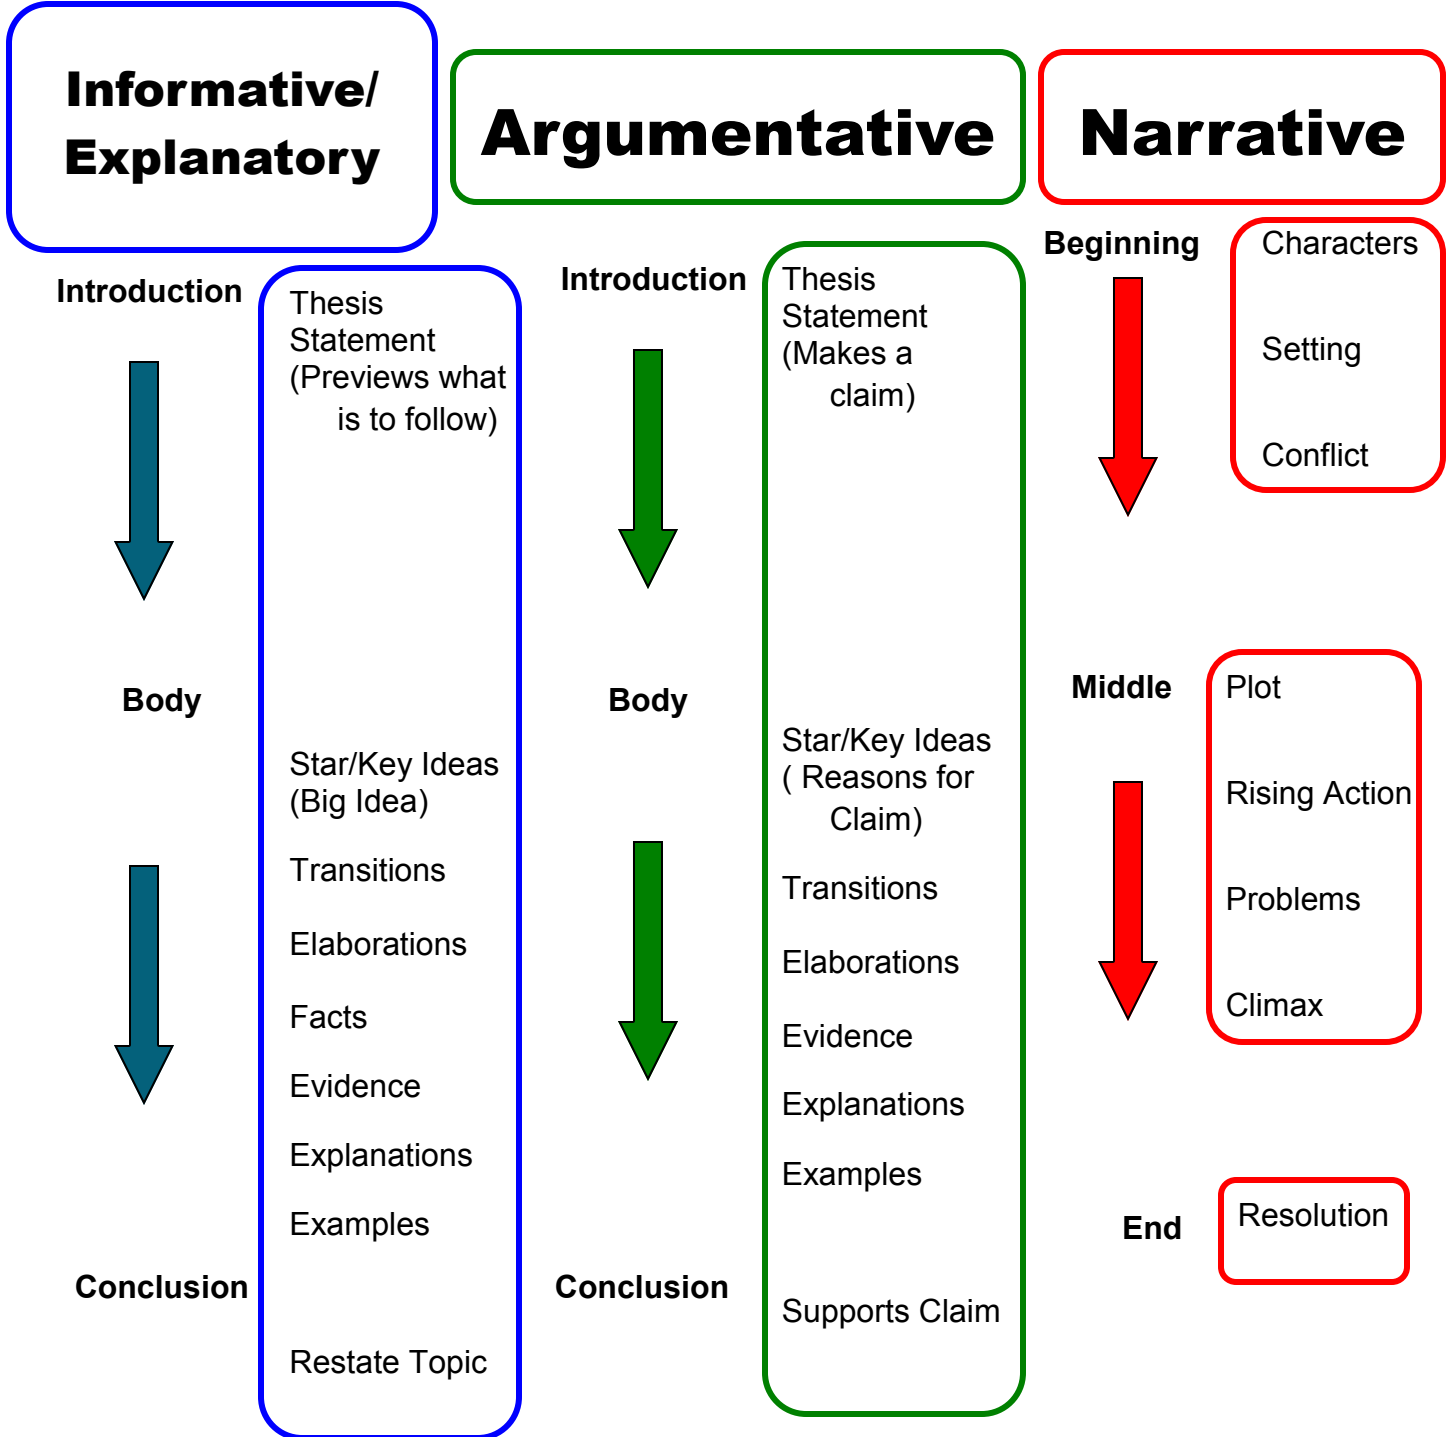 Informative/
Explanatory
Introduction
Thesis
Statement
(Previews what
is to follow)
Body
Star/Key Ideas
(Big Idea)
Transitions
Elaborations
Facts
Evidence
Explanations
Examples
Conclusion
Restate Topic
Argumentative
Introduction
Thesis
Statement
(Makes a
claim)
Body
Star/Key Ideas
( Reasons for
Claim)
Transitions
Elaborations
Evidence
Explanations
Examples
Conclusion
Supports Claim
Narrative
Beginning
Characters
Setting
Conflict
Middle
Plot
Rising Action
Problems
Climax
End
Resolution